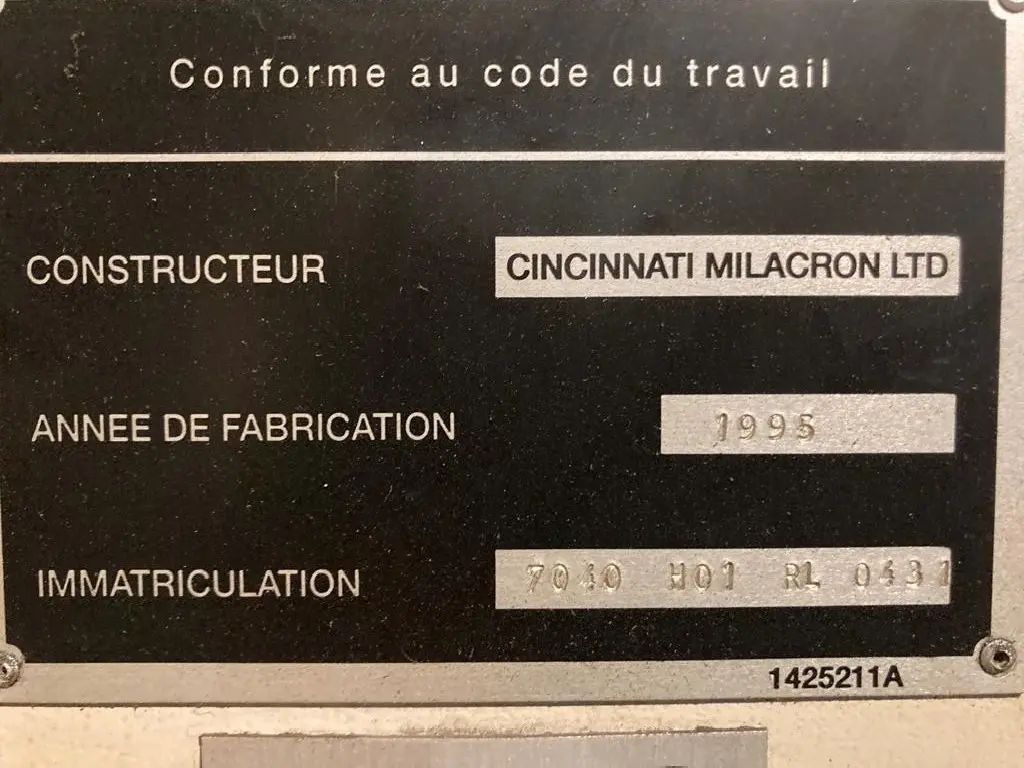 Conforme au code du travail
CONSTRUCTEUR CINCINNATI MILACRON LTD
ANNEE DE FABRICATION 1995
IMMATRICULATION 7040 H01 RL 0431
1425211A